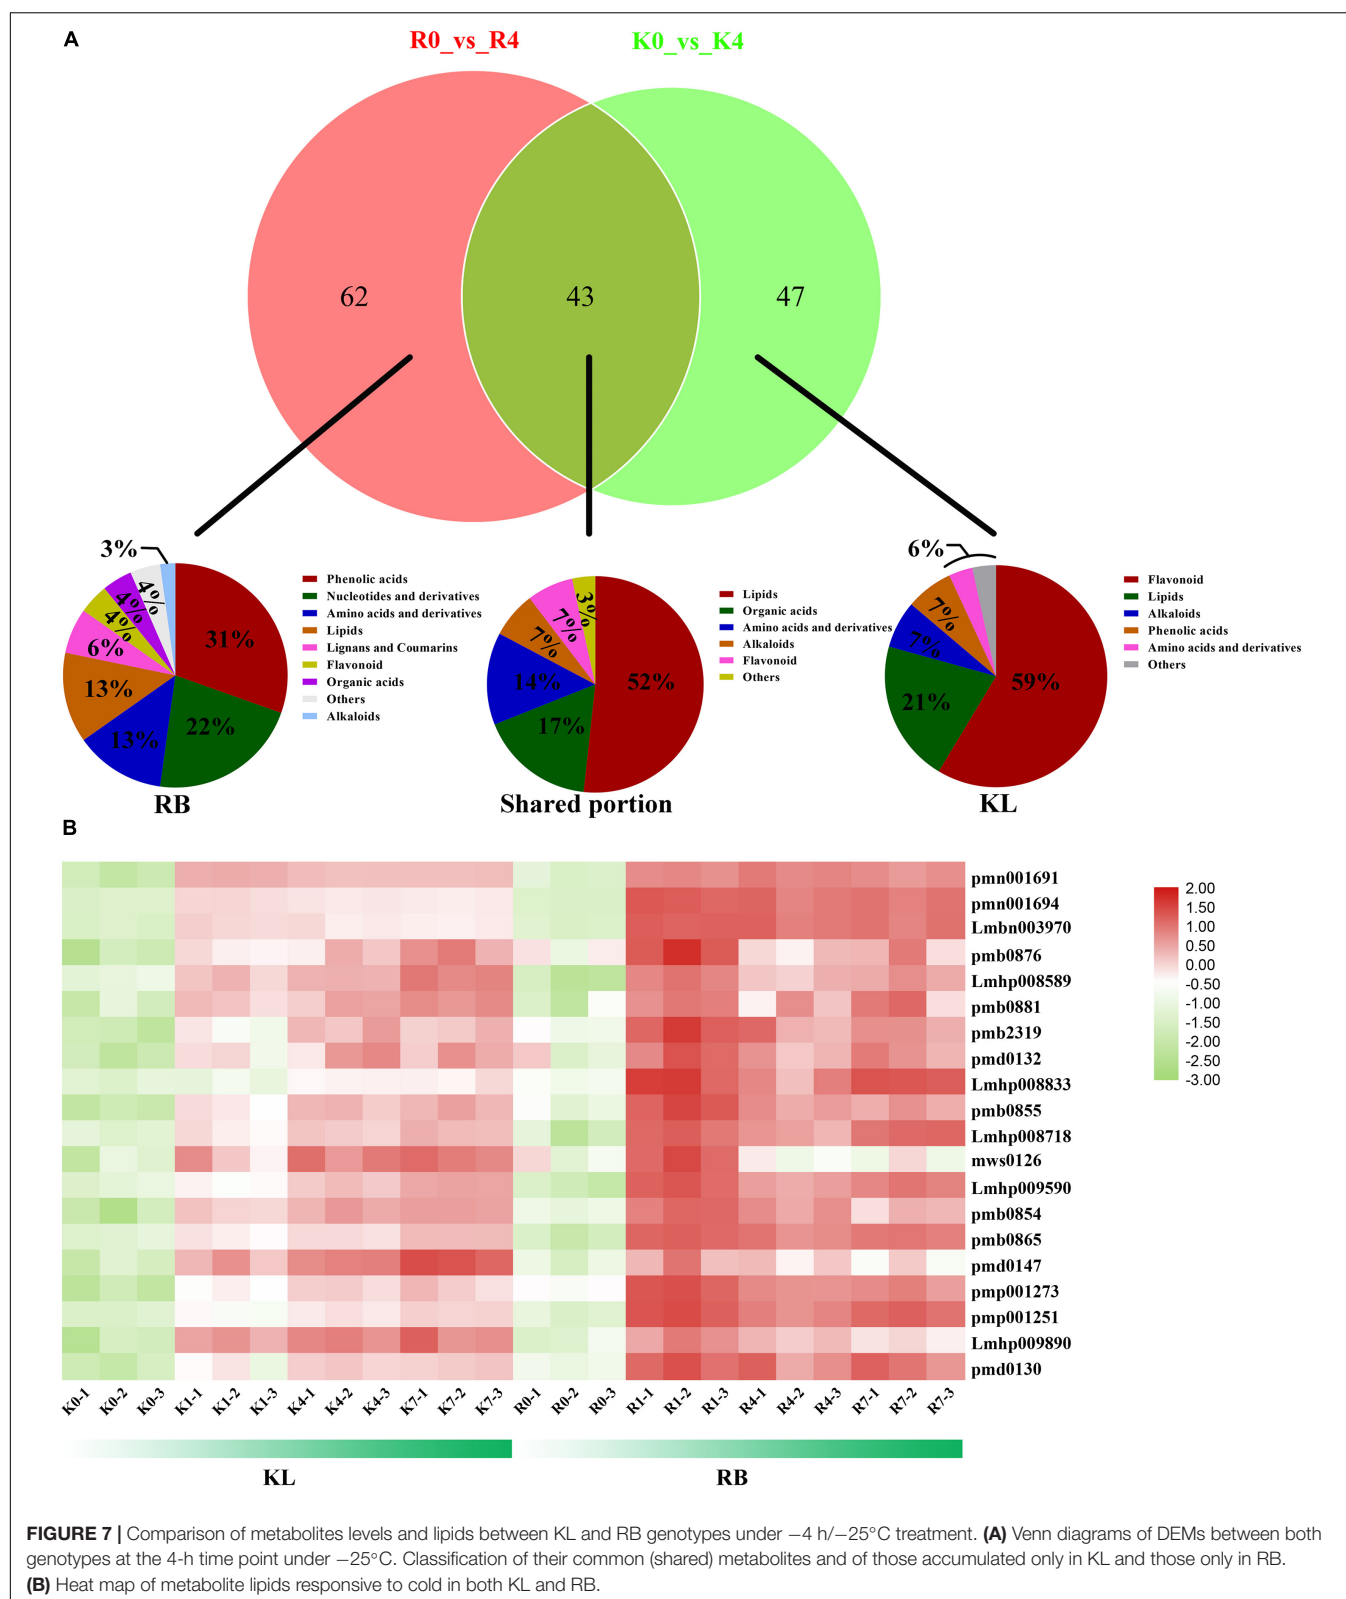 A
R0_vs_R4
K0_vs_K4
62
43
47
3%
31%
22%
13%
13%
6%
4%
4%
4%
Phenolic acids
Nucleotides and derivatives
Amino acids and derivatives
Lipids
Lignans and Coumarins
Flavonoid
Organic acids
Others
Alkaloids
RB
52%
17%
14%
7%
7%
3%
Lipids
Organic acids
Amino acids and derivatives
Alkaloids
Flavonoid
Others
Shared portion
6%
59%
21%
7%
7%
Flavonoid
Lipids
Alkaloids
Phenolic acids
Amino acids and derivatives
Others
KL
B
pmn001691
pmn001694
Lmbn003970
pmb0876
Lmhp008589
pmb0881
pmb2319
pmd0132
Lmhp008833
pmb0855
Lmhp008718
mws0126
Lmhp009590
pmb0854
pmb0865
pmd0147
pmp001273
pmp001251
Lmhp009890
pmd0130
2.00
1.50
1.00
0.50
0.00
-0.50
-1.00
-1.50
-2.00
-2.50
-3.00
K0-1 K0-2 K0-3 K1-1 K1-2 K1-3 K4-1 K4-2 K4-3 K7-1 K7-2 K7-3 R0-1 R0-2 R0-3 R1-1 R1-2 R1-3 R4-1 R4-2 R4-3 R7-1 R7-2 R7-3
KL RB
FIGURE 7 | Comparison of metabolites levels and lipids between KL and RB genotypes under −4 h/−25°C treatment. (A) Venn diagrams of DEMs between both
genotypes at the 4-h time point under −25°C. Classification of their common (shared) metabolites and of those accumulated only in KL and those only in RB.
(B) Heat map of metabolite lipids responsive to cold in both KL and RB.